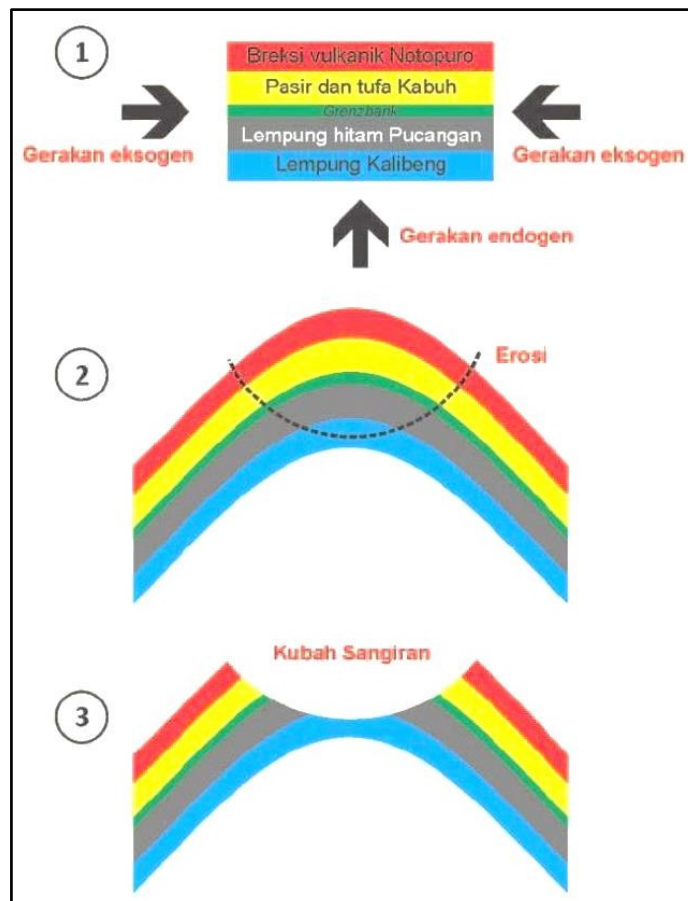 1
Breksi vulkanik Notopuro
Pasir dan tufa Kabuh
Grenzbank
Lempung hitam Pucangan
Lempung Kalibeng
Gerakan eksogen
Gerakan eksogen
Gerakan endogen
2
Erosi
Kubah Sangiran
3